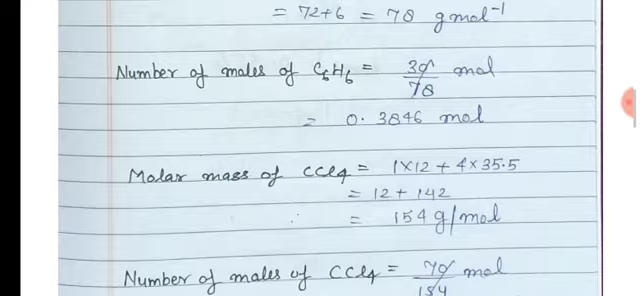 = 72+6 = 78 g mol⁻¹
Number of moles of C₆H₆ = 30/78 mol
= 0.3846 mol
Molar mass of CCl₄ = 1×12 + 4×35.5
= 12 + 142
= 154 g/mol
Number of moles of CCl₄ = 70/154 mol